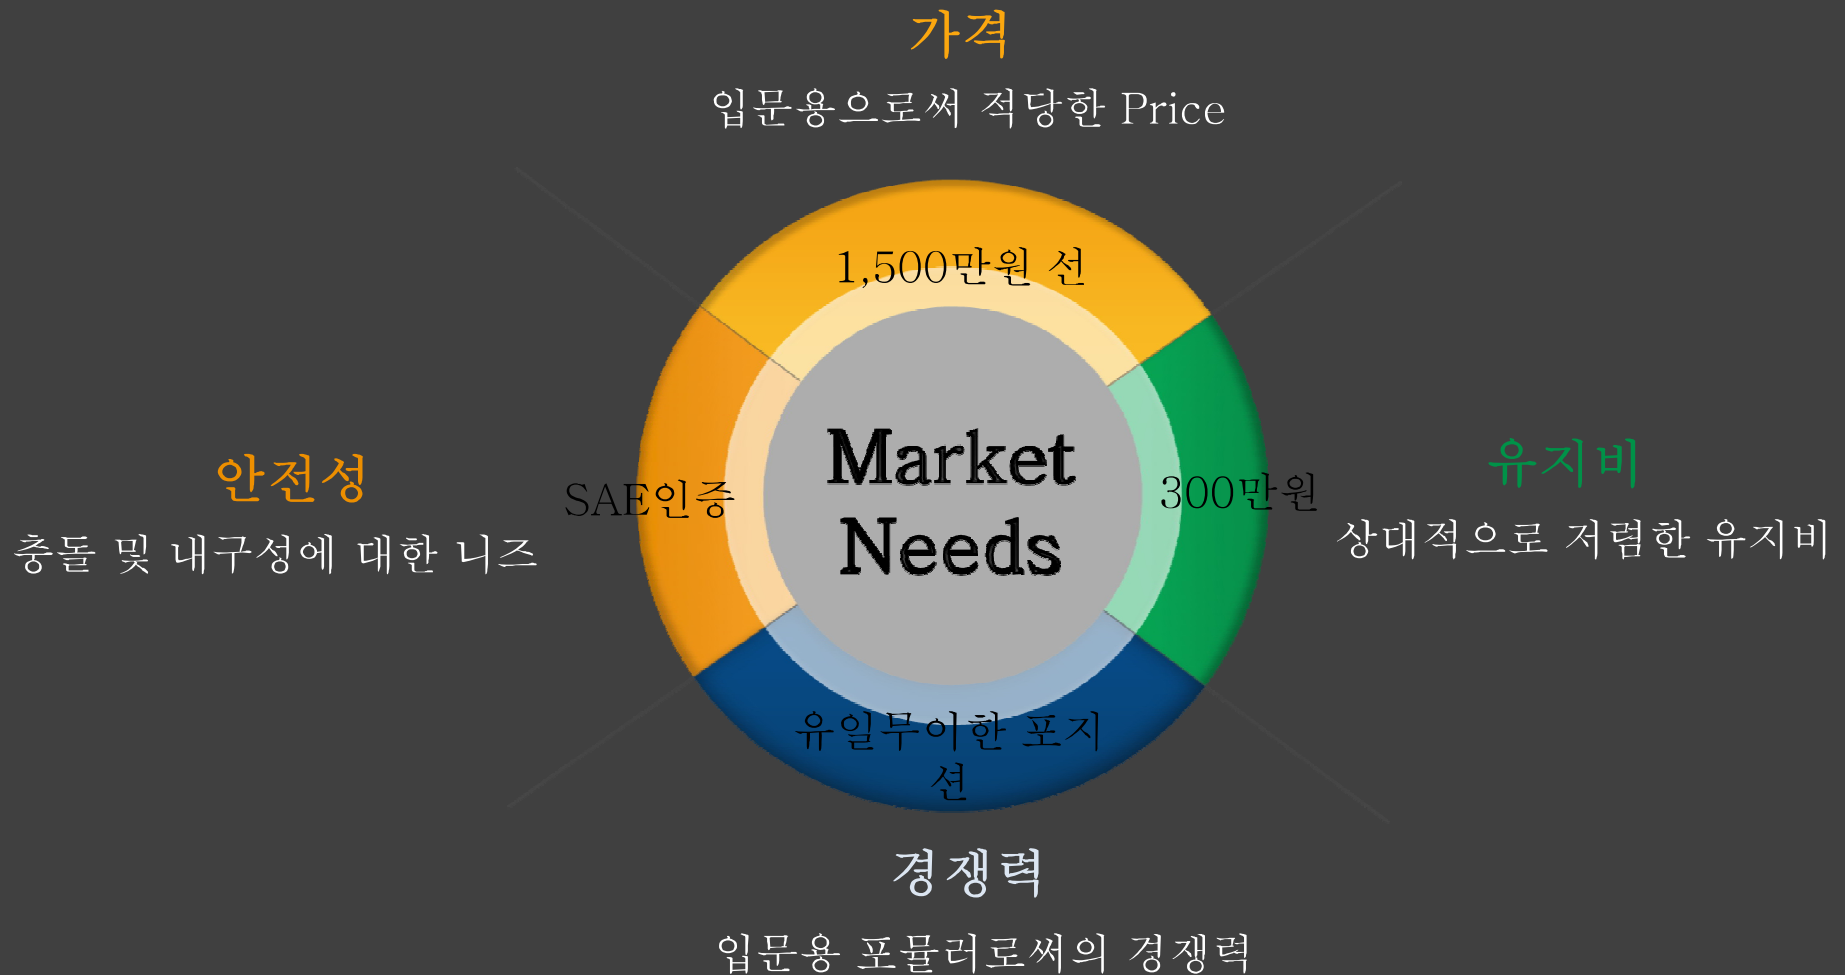 가격
입문용으로써 적당한 Price
1,500만원 선
안전성
충돌 및 내구성에 대한 니즈
SAE인증
Market
Needs
300만원
유지비
상대적으로 저렴한 유지비
유일무이한 포지
션
경쟁력
입문용 포뮬러로써의 경쟁력